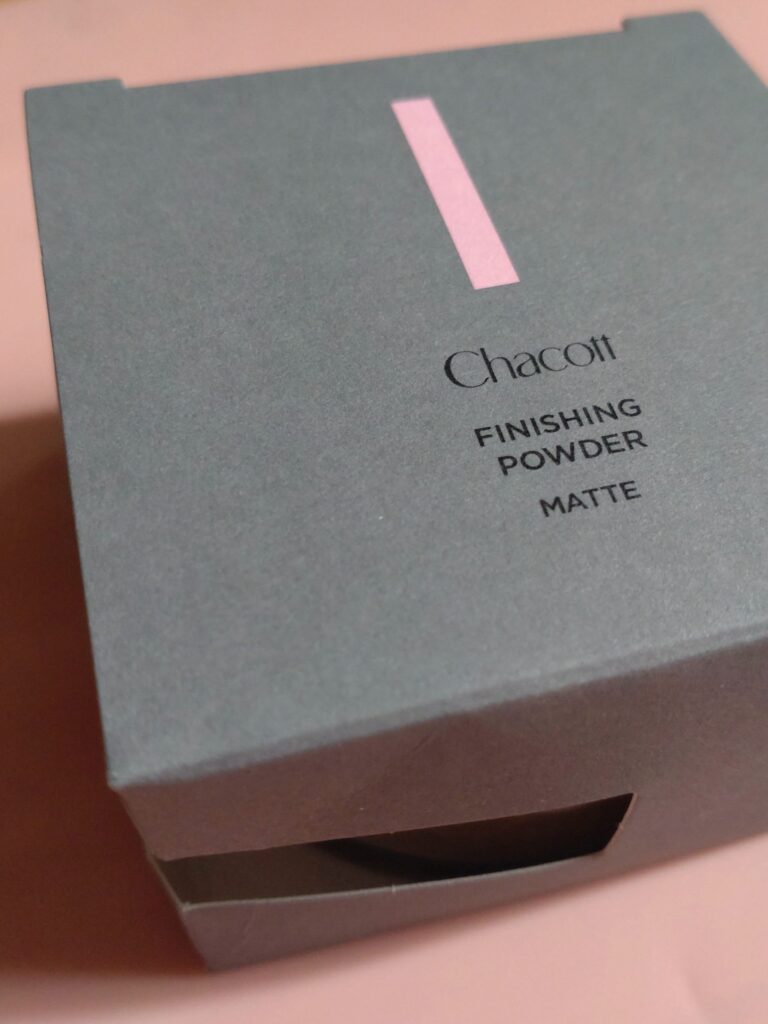 Chacott
FINISHING
POWDER
MATTE